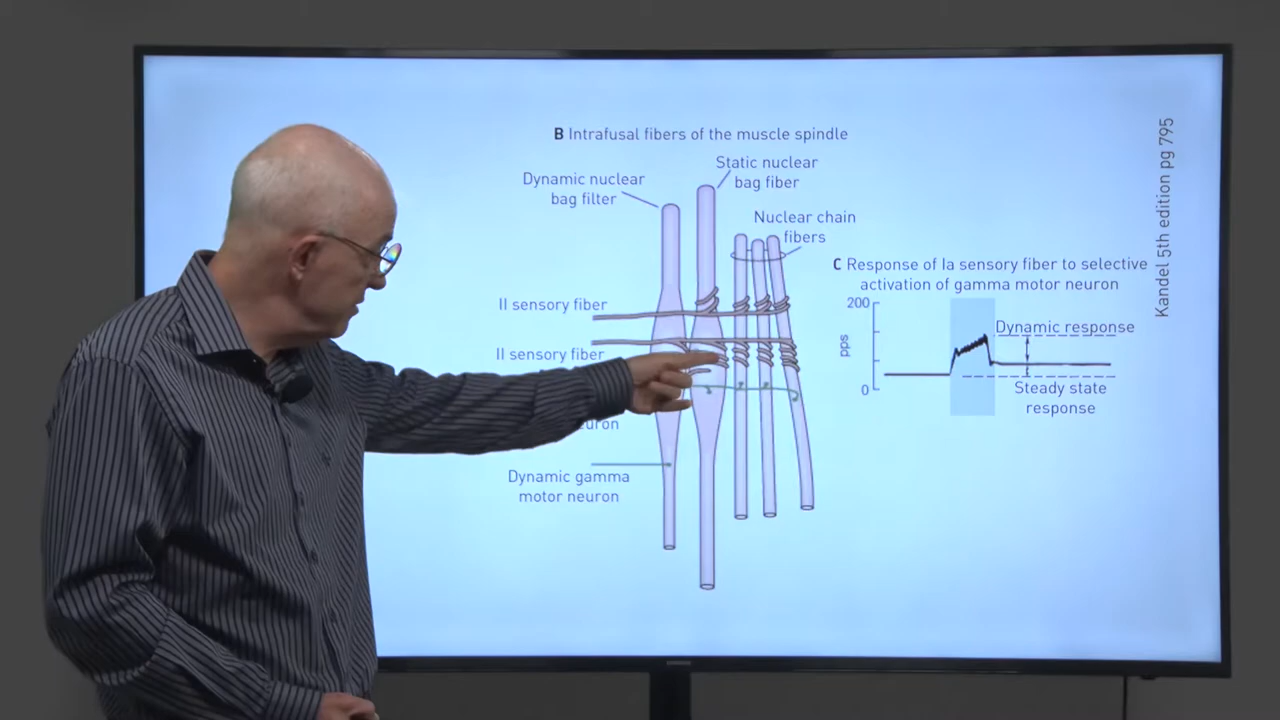 B Intrafusal fibers of the muscle spindle
Static nuclear
bag fiber
Dynamic nuclear
bag filter
Nuclear chain
fibers
II sensory fiber
II sensory fiber
Dynamic gamma
motor neuron
C Response of Ia sensory fiber to selective
activation of gamma motor neuron
200
pps
0
Dynamic response
Steady state
response
Kandel 5th edition pg 795
SAMSUNG